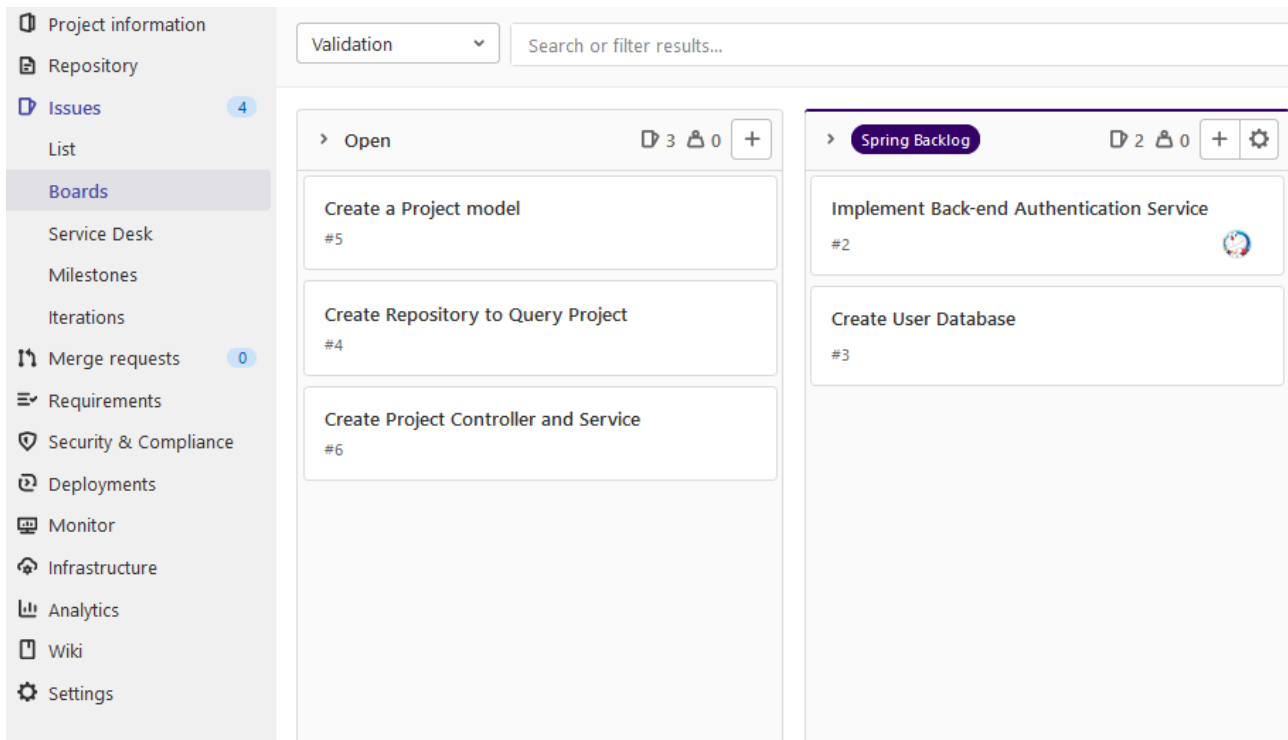 Project information
Repository
Issues 4
List
Boards
Service Desk
Milestones
Iterations
Merge requests 0
Requirements
Security & Compliance
Deployments
Monitor
Infrastructure
Analytics
Wiki
Settings
Validation
Search or filter results...
Open 3 0
Create a Project model
#5
Create Repository to Query Project
#4
Create Project Controller and Service
#6
Spring Backlog 2 0
Implement Back-end Authentication Service
#2
Create User Database
#3